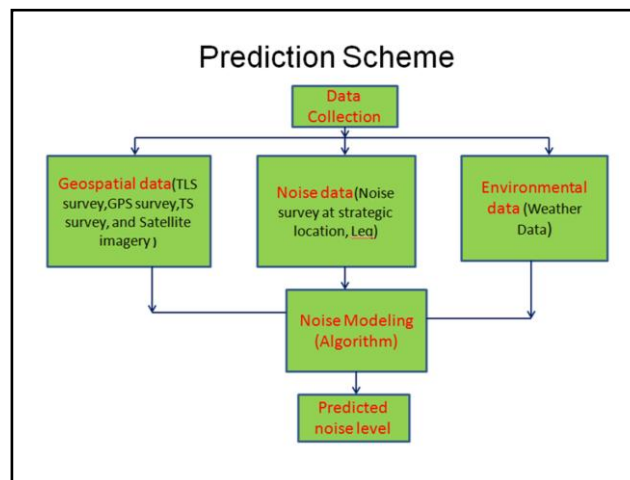 Prediction Scheme
Data
Collection
Geospatial data(TLS
survey,GPS survey,TS
survey, and Satellite
imagery )
Noise data(Noise
survey at strategic
location, Leq)
Environmental
data (Weather
Data)
Noise Modeling
(Algorithm)
Predicted
noise level